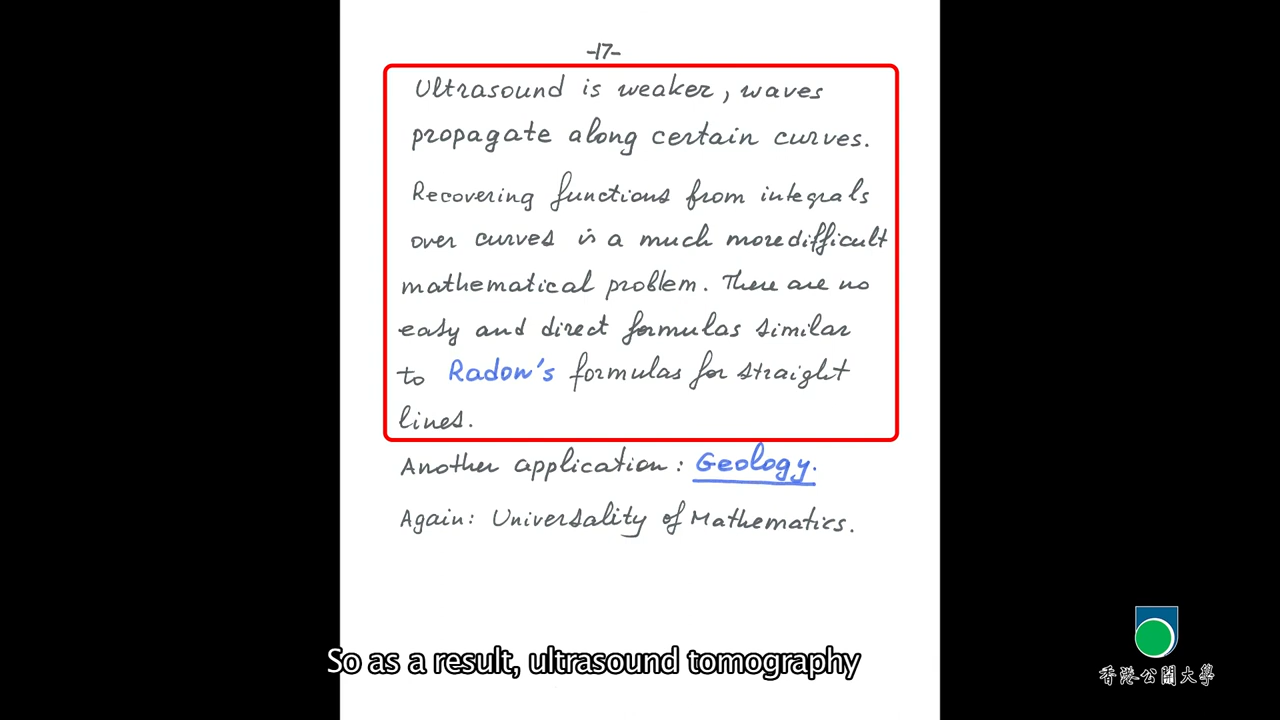 -17-
Ultrasound is weaker, waves
propagate along certain curves.
Recovering functions from integrals
over curves is a much more difficult
mathematical problem. There are no
easy and direct formulas similar
to Radon's formulas for straight
lines.
Another application: Geology.
Again: Universality of Mathematics.
So as a result, ultrasound tomography
香港公開大學